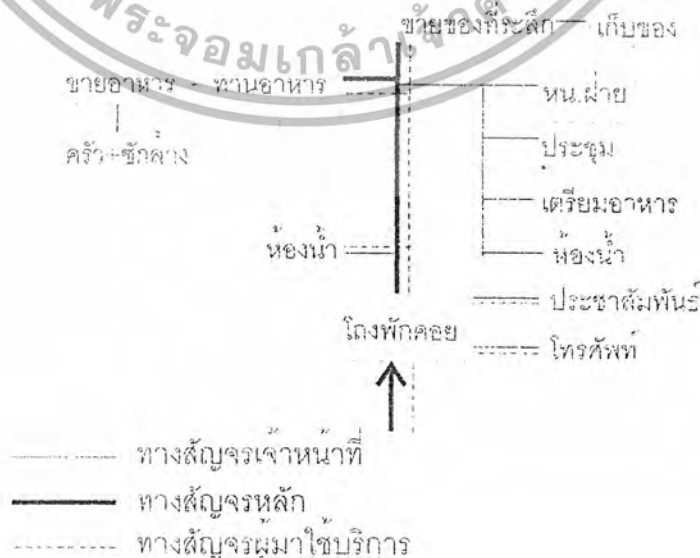 พระจอมเกล้าเจ้าค
ขายของที่ระลึก เก็บของ
ขายอาหาร - ทานอาหาร
หน.ฝ่าย
ครัว+ซักล้าง
ประชุม
เตรียมอาหาร
ห้องน้ำ
ห้องน้ำ
ประชาสัมพันธ์
โถงพักคอย
โทรศัพท์
ทางสัญจรเจ้าหน้าที่
ทางสัญจรหลัก
ทางสัญจรผู้มาใช้บริการ